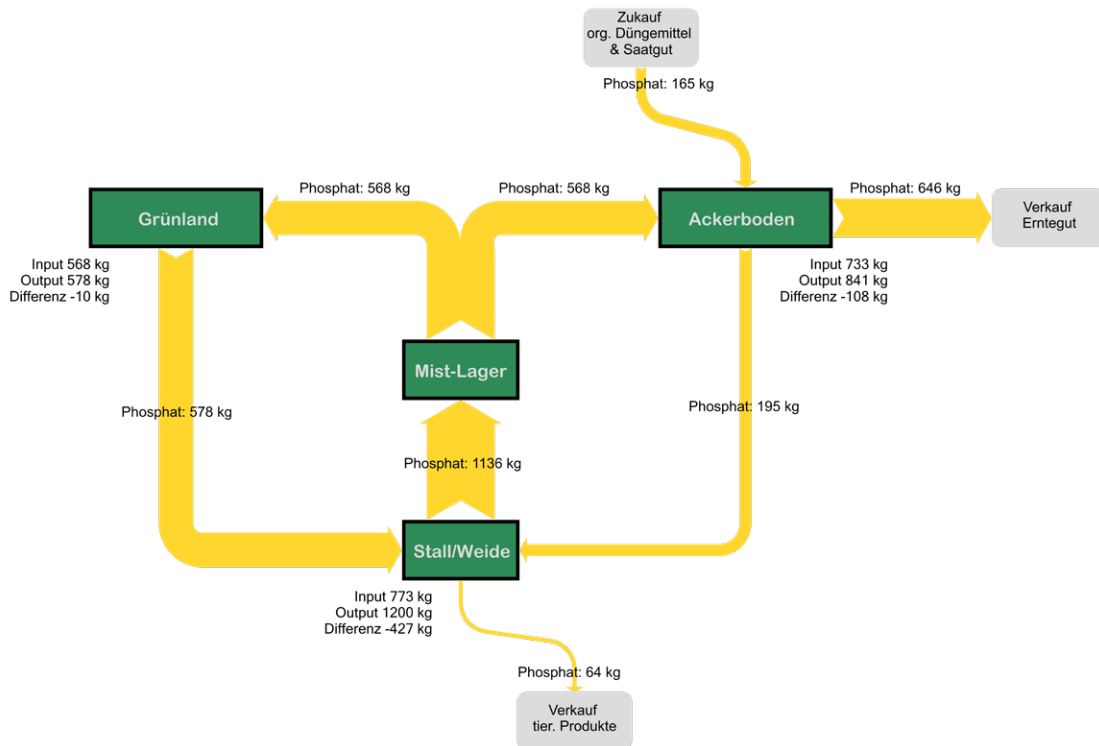 Zukauf
org. Düngemittel
& Saatgut
Phosphat: 165 kg
Phosphat: 568 kg
Phosphat: 568 kg
Phosphat: 646 kg
Grünland
Ackerboden
Verkauf
Erntegut
Input 568 kg
Output 578 kg
Differenz -10 kg
Input 733 kg
Output 841 kg
Differenz -108 kg
Mist-Lager
Phosphat: 578 kg
Phosphat: 195 kg
Phosphat: 1136 kg
Stall/Weide
Input 773 kg
Output 1200 kg
Differenz -427 kg
Phosphat: 64 kg
Verkauf
tier. Produkte